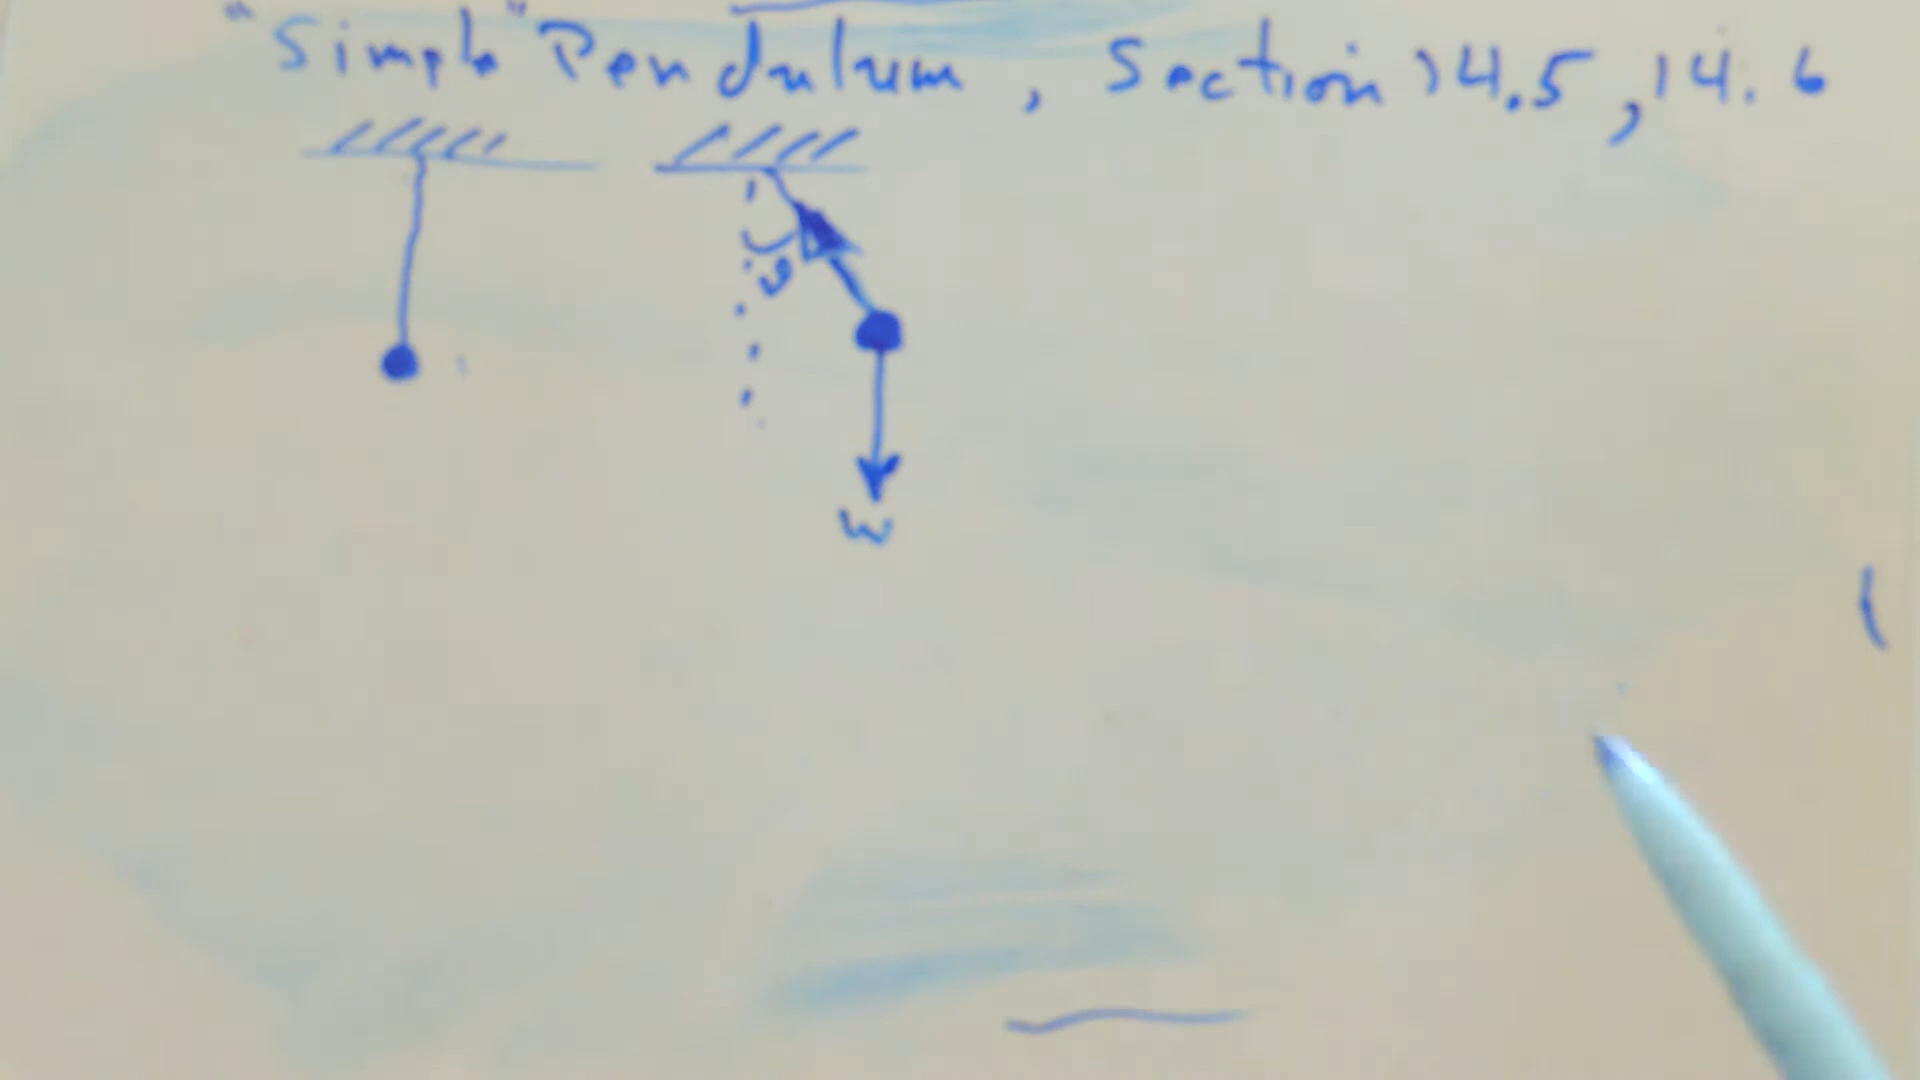 "Simple" Pendulum, Section 14.5, 14.6
θ
w